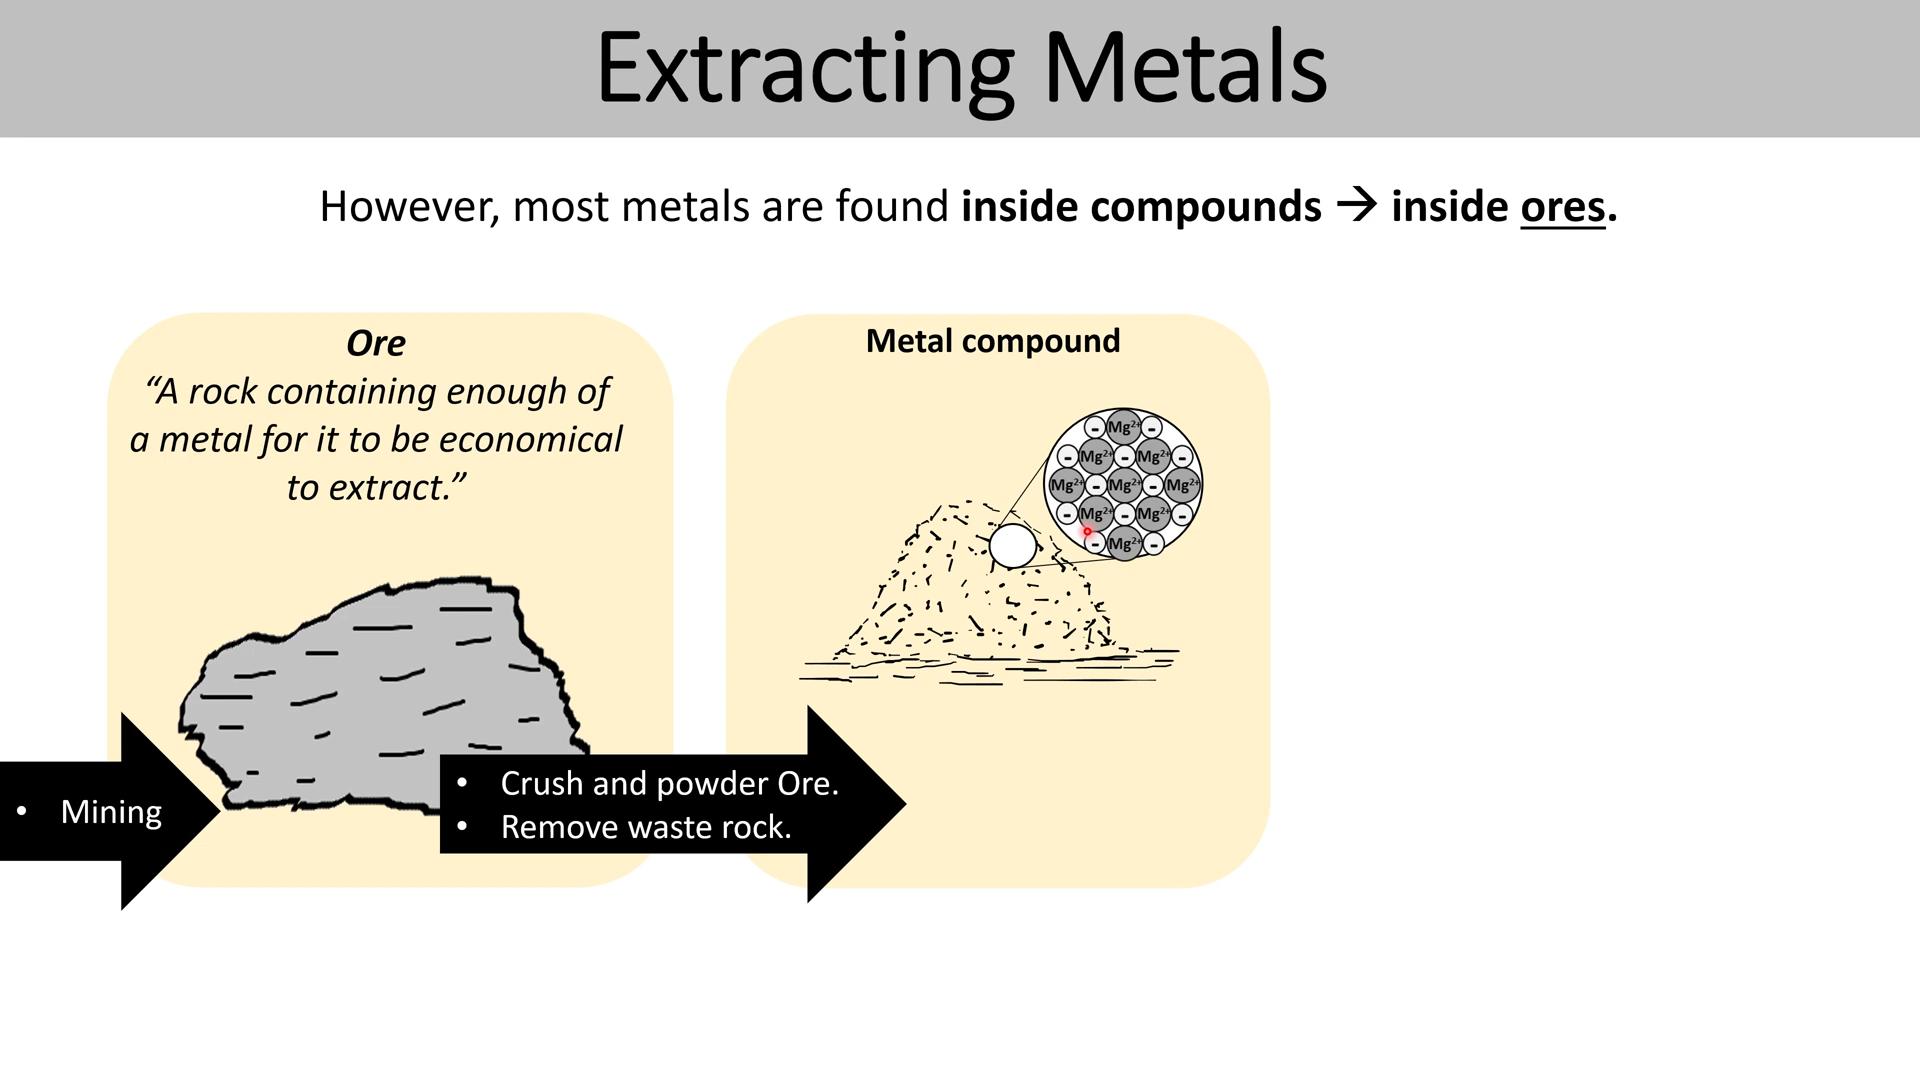 Extracting Metals
However, most metals are found inside compounds → inside ores.
Ore
“A rock containing enough of
a metal for it to be economical
to extract.”
• Mining
• Crush and powder Ore.
• Remove waste rock.
Metal compound
- Mg²⁺ -
- Mg²⁺ - Mg²⁺ -
Mg²⁺ - Mg²⁺ - Mg²⁺
- Mg²⁺ - Mg²⁺ -
- Mg²⁺ -